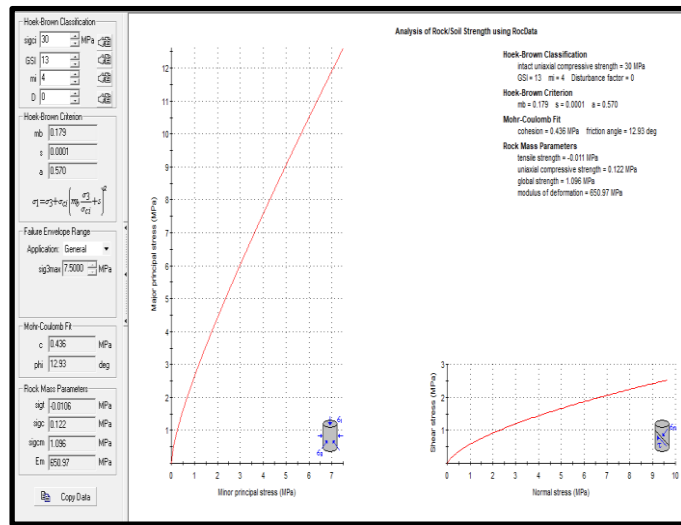 Hoek-Brown Classification
sigci 30 MPa
GSI 13
mi 4
D 0
Hoek-Brown Criterion
mb 0.179
s 0.0001
a 0.570
σ1=σ3+σci(mb σ3/σci+s)^a
Failure Envelope Range
Application: General
sig3max 7.5000 MPa
Mohr-Coulomb Fit
c 0.436 MPa
phi 12.93 deg
Rock Mass Parameters
sigt -0.0106 MPa
sigc 0.122 MPa
sigcm 1.096 MPa
Em 650.97 MPa
Copy Data
Analysis of Rock/Soil Strength using RocData
Hoek-Brown Classification
intact uniaxial compressive strength = 30 MPa
GSI = 13 mi = 4 Disturbance factor = 0
Hoek-Brown Criterion
mb = 0.179 s = 0.0001 a = 0.570
Mohr-Coulomb Fit
cohesion = 0.436 MPa friction angle = 12.93 deg
Rock Mass Parameters
tensile strength = -0.011 MPa
uniaxial compressive strength = 0.122 MPa
global strength = 1.096 MPa
modulus of deformation = 650.97 MPa
Major principal stress (MPa)
12
11
10
9
8
7
6
5
4
3
2
1
0 1 2 3 4 5 6 7
Minor principal stress (MPa)
σ1
σ3
Shear stress (MPa)
3
2
1
0 1 2 3 4 5 6 7 8 9 10
Normal stress (MPa)
σn
τ